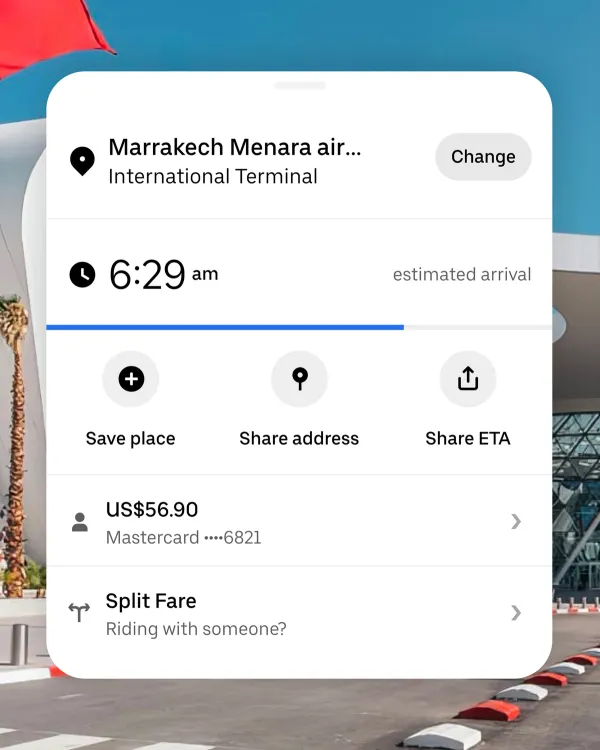 Marrakech Menara air...
International Terminal
Change
6:29 am
estimated arrival
Save place
Share address
Share ETA
US$56.90
Mastercard ••••6821
Split Fare
Riding with someone?